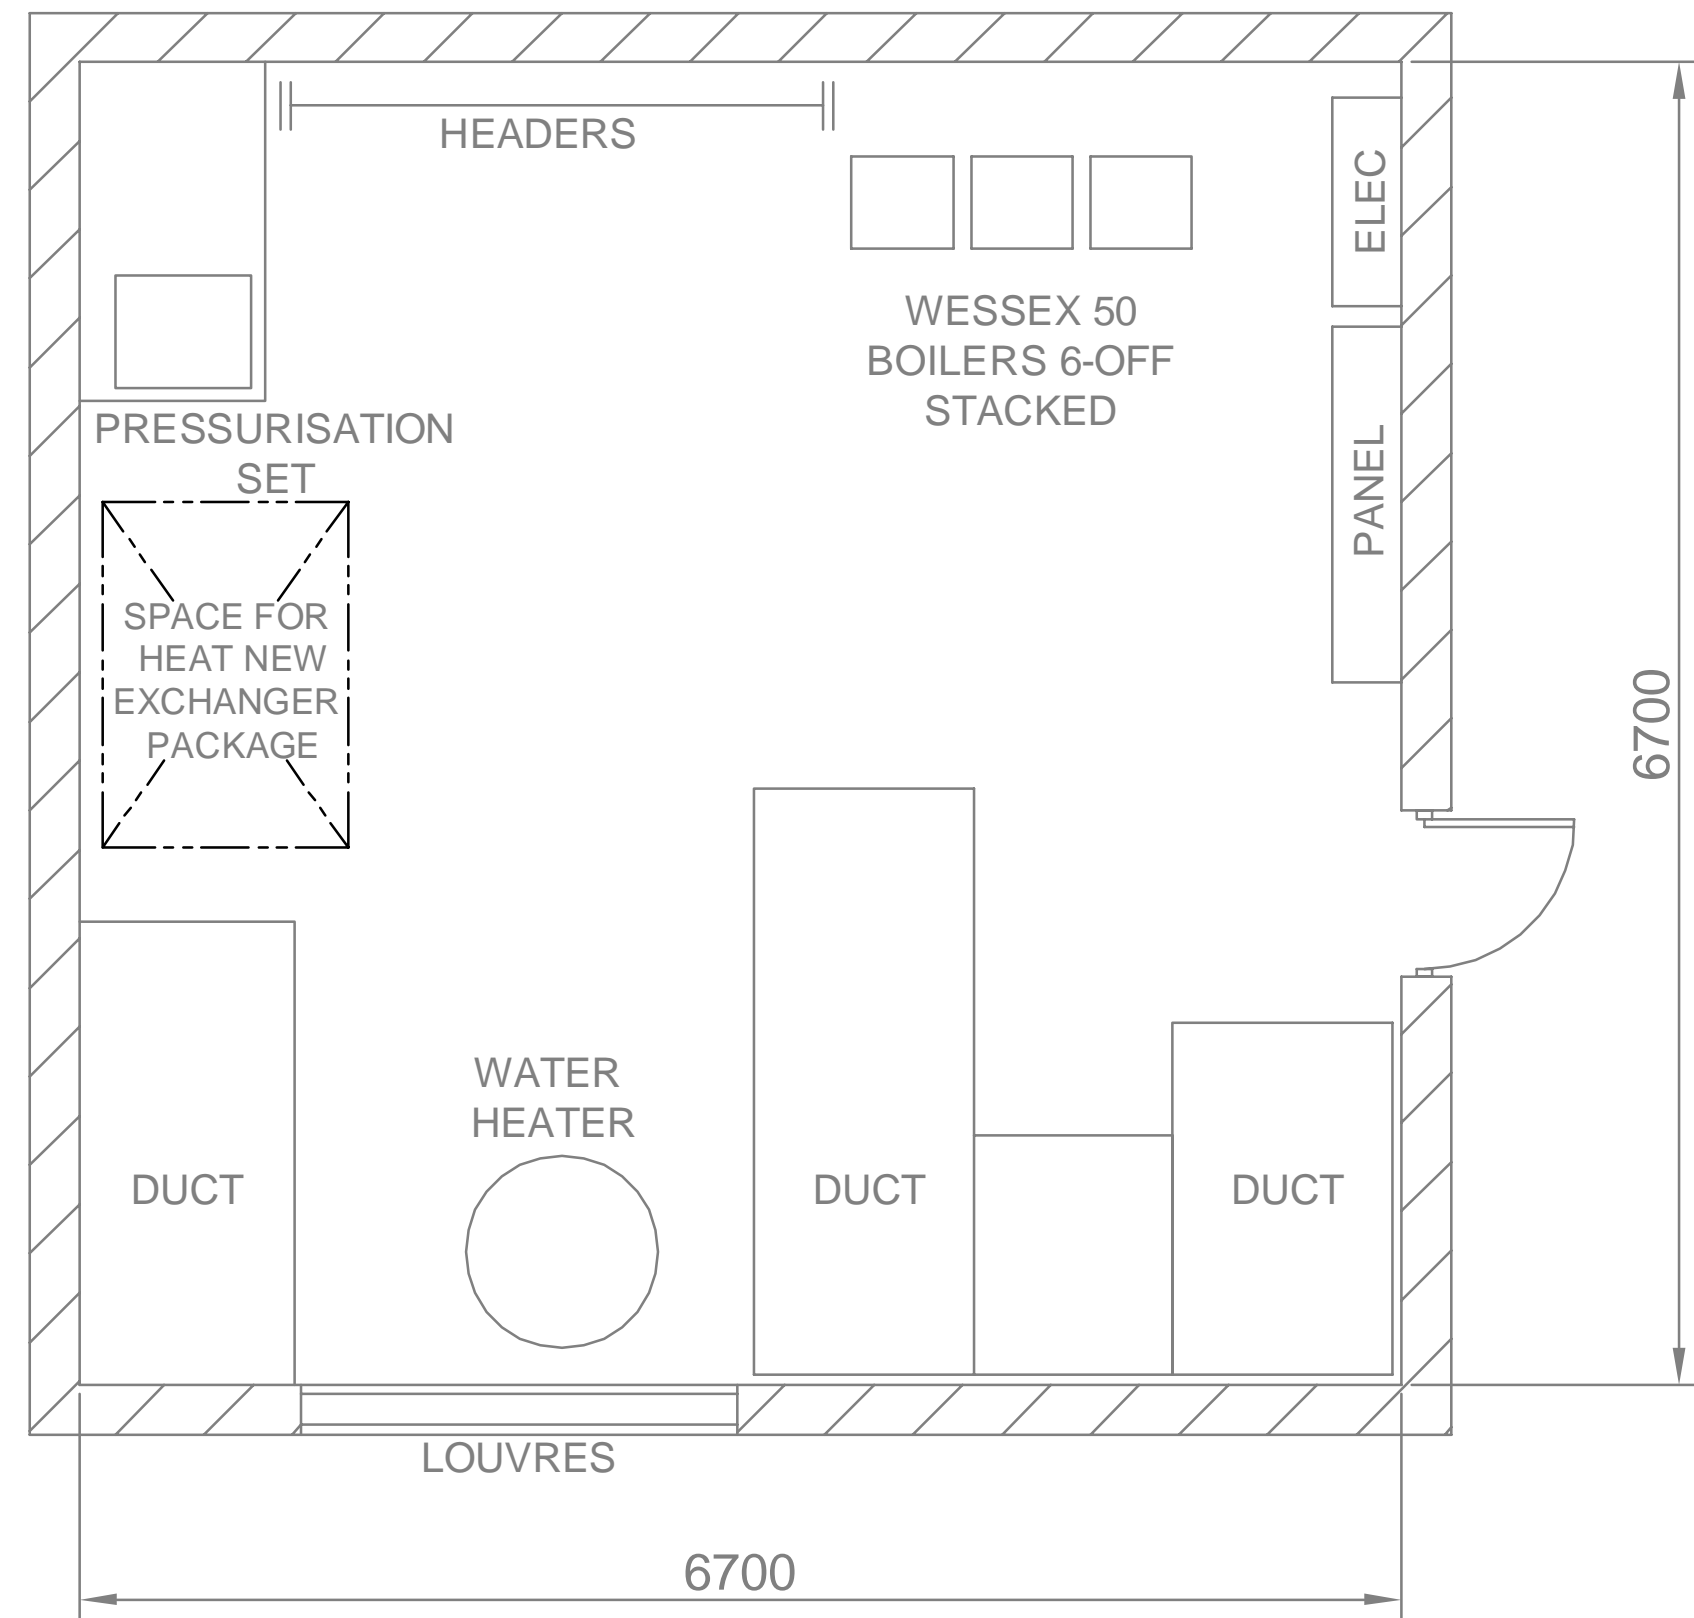 HEADERS
ELEC
WESSEX 50
BOILERS 6-OFF
STACKED
PRESSURISATION
SET
PANEL
SPACE FOR
HEAT NEW
EXCHANGER
PACKAGE
6700
WATER
HEATER
DUCT
DUCT
DUCT
LOUVRES
6700